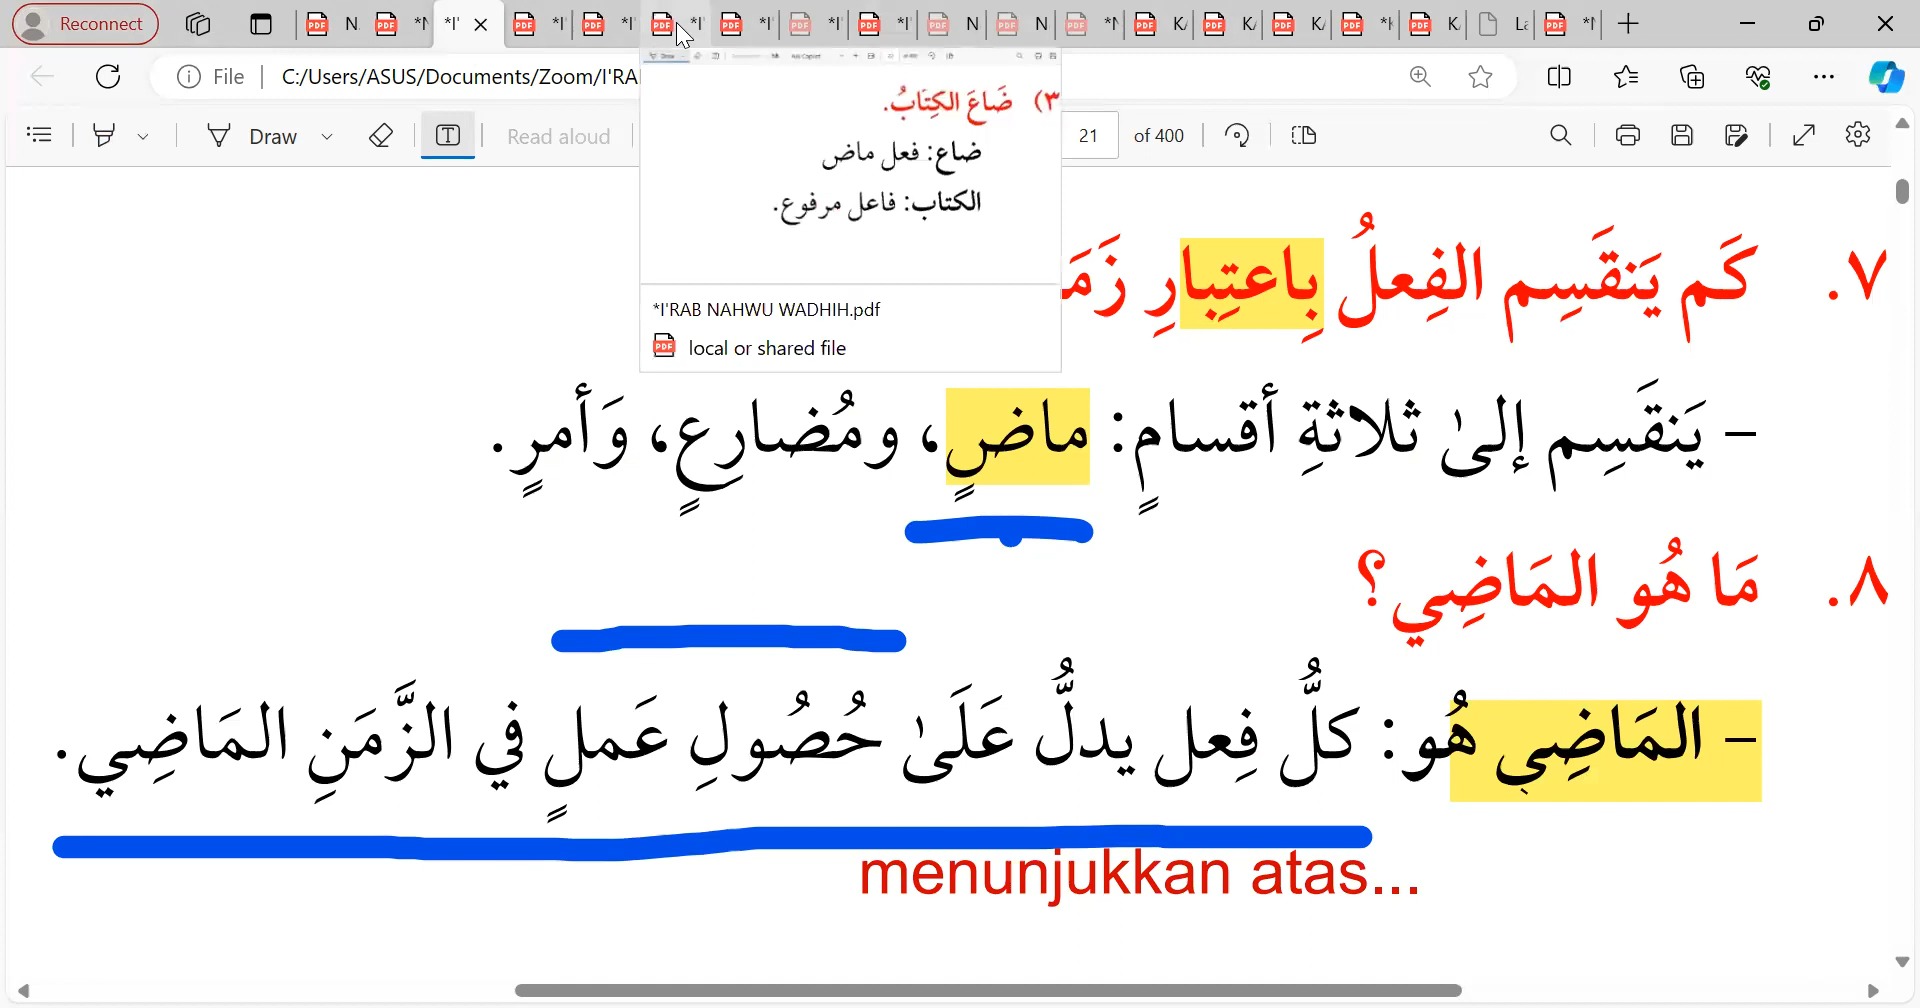 Reconnect
File C:/Users/ASUS/Documents/Zoom/I'RA
Draw Read aloud 21 of 400
٣) ضَاعَ الكِتَابُ.
ضاع: فعل ماض
الكتاب: فاعل مرفوع.
*I'RAB NAHWU WADHIH.pdf
local or shared file
٧. كَم يَنقَسِم الفِعلُ بِاعتِبارِ زَمَ
– يَنقَسِم إلىٰ ثلاثةِ أقسامٍ: ماضٍ، ومُضارِعٍ، وَأمرٍ.
٨. مَا هُو المَاضِي؟
– المَاضِي هُو: كلُّ فِعل يدلُّ عَلَىٰ حُصُولِ عَملٍ في الزَّمَنِ المَاضِي.
menunjukkan atas...